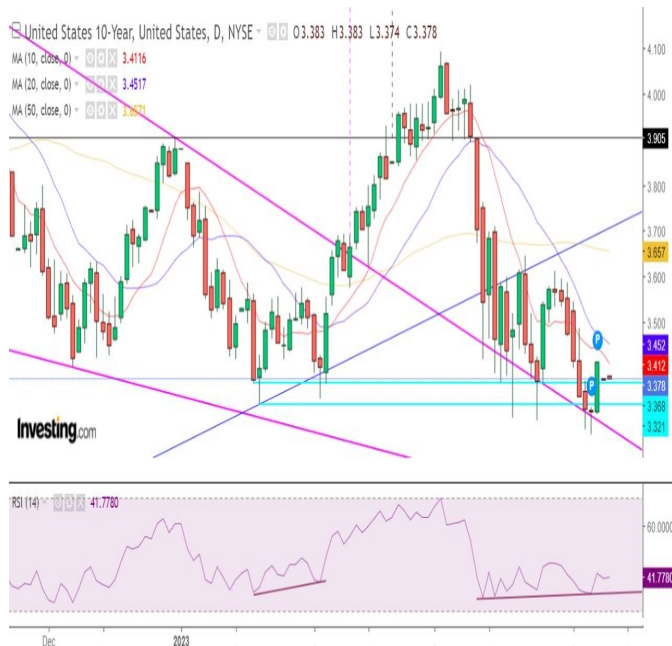 United States 10-Year, United States, D, NYSE O3.383 H3.383 L3.374 C3.378
MA (10, close, 0) 3.4116
MA (20, close, 0) 3.4517
MA (50, close, 0) 3.6571
4.100
4.000
3.905
3.800
3.700
3.657
3.600
3.500
3.452
3.412
3.378
3.368
3.321
P
P
Investing.com
RSI (14) 41.7780
60.0000
41.7780
Dec
2023